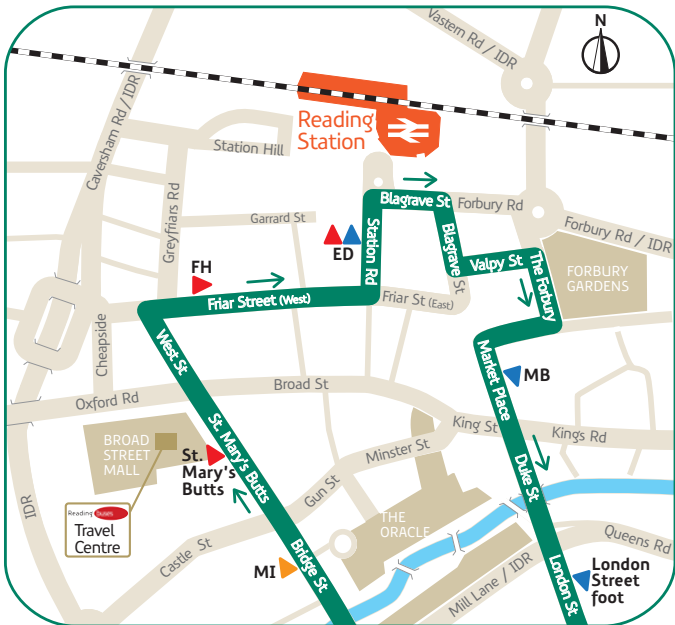 N
Vastern Rd / IDR
Caversham Rd / IDR
Reading
Station
Station Hill
Greyfriars Rd
Garrard St
Blagrave St
Forbury Rd
Forbury Rd / IDR
Station Rd
Blagrave St
Valpy St
The Forbury
FORBURY
GARDENS
ED
FH
Friar Street (West)
Friar St (East)
Cheapside
West St
Market Place
MB
Broad St
Oxford Rd
King St
Kings Rd
BROAD
STREET
MALL
St.
Mary's
Butts
St. Mary's Butts
Minster St
Gun St
Duke St
Reading buses
Travel
Centre
IDR
Castle St
THE
ORACLE
Queens Rd
MI
Bridge St
Mill Lane / IDR
London St
London
Street
foot